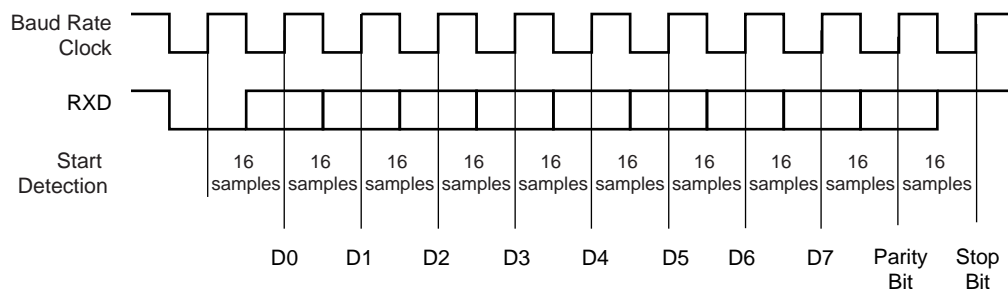 Baud Rate
Clock
RXD
Start
Detection
16 16 16 16 16 16 16 16 16 16
samples samples samples samples samples samples samples samples samples samples
D0 D1 D2 D3 D4 D5 D6 D7 Parity Stop
Bit Bit